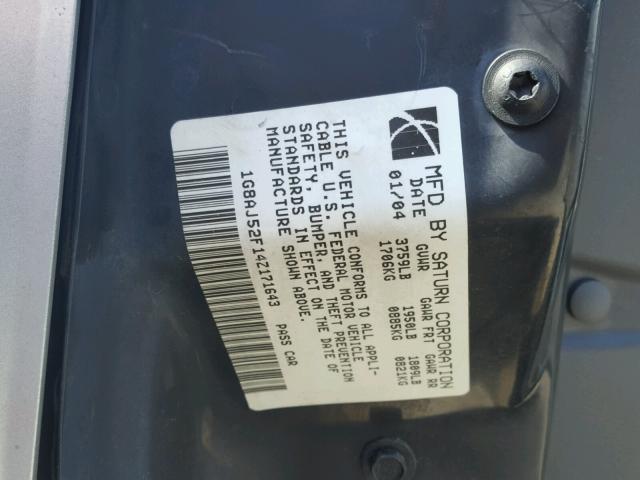 MFD BY SATURN CORPORATION
DATE GVWR GAWR FRT GAWR RR
01/04 3759LB 1950LB 1809LB
1706KG 0885KG 0821KG
THIS VEHICLE CONFORMS TO ALL APPLI-
CABLE U.S. FEDERAL MOTOR VEHICLE
SAFETY, BUMPER, AND THEFT PREVENTION
STANDARDS IN EFFECT ON THE DATE OF
MANUFACTURE SHOWN ABOVE.
1G8AJ52F14Z171643 PASS CAR